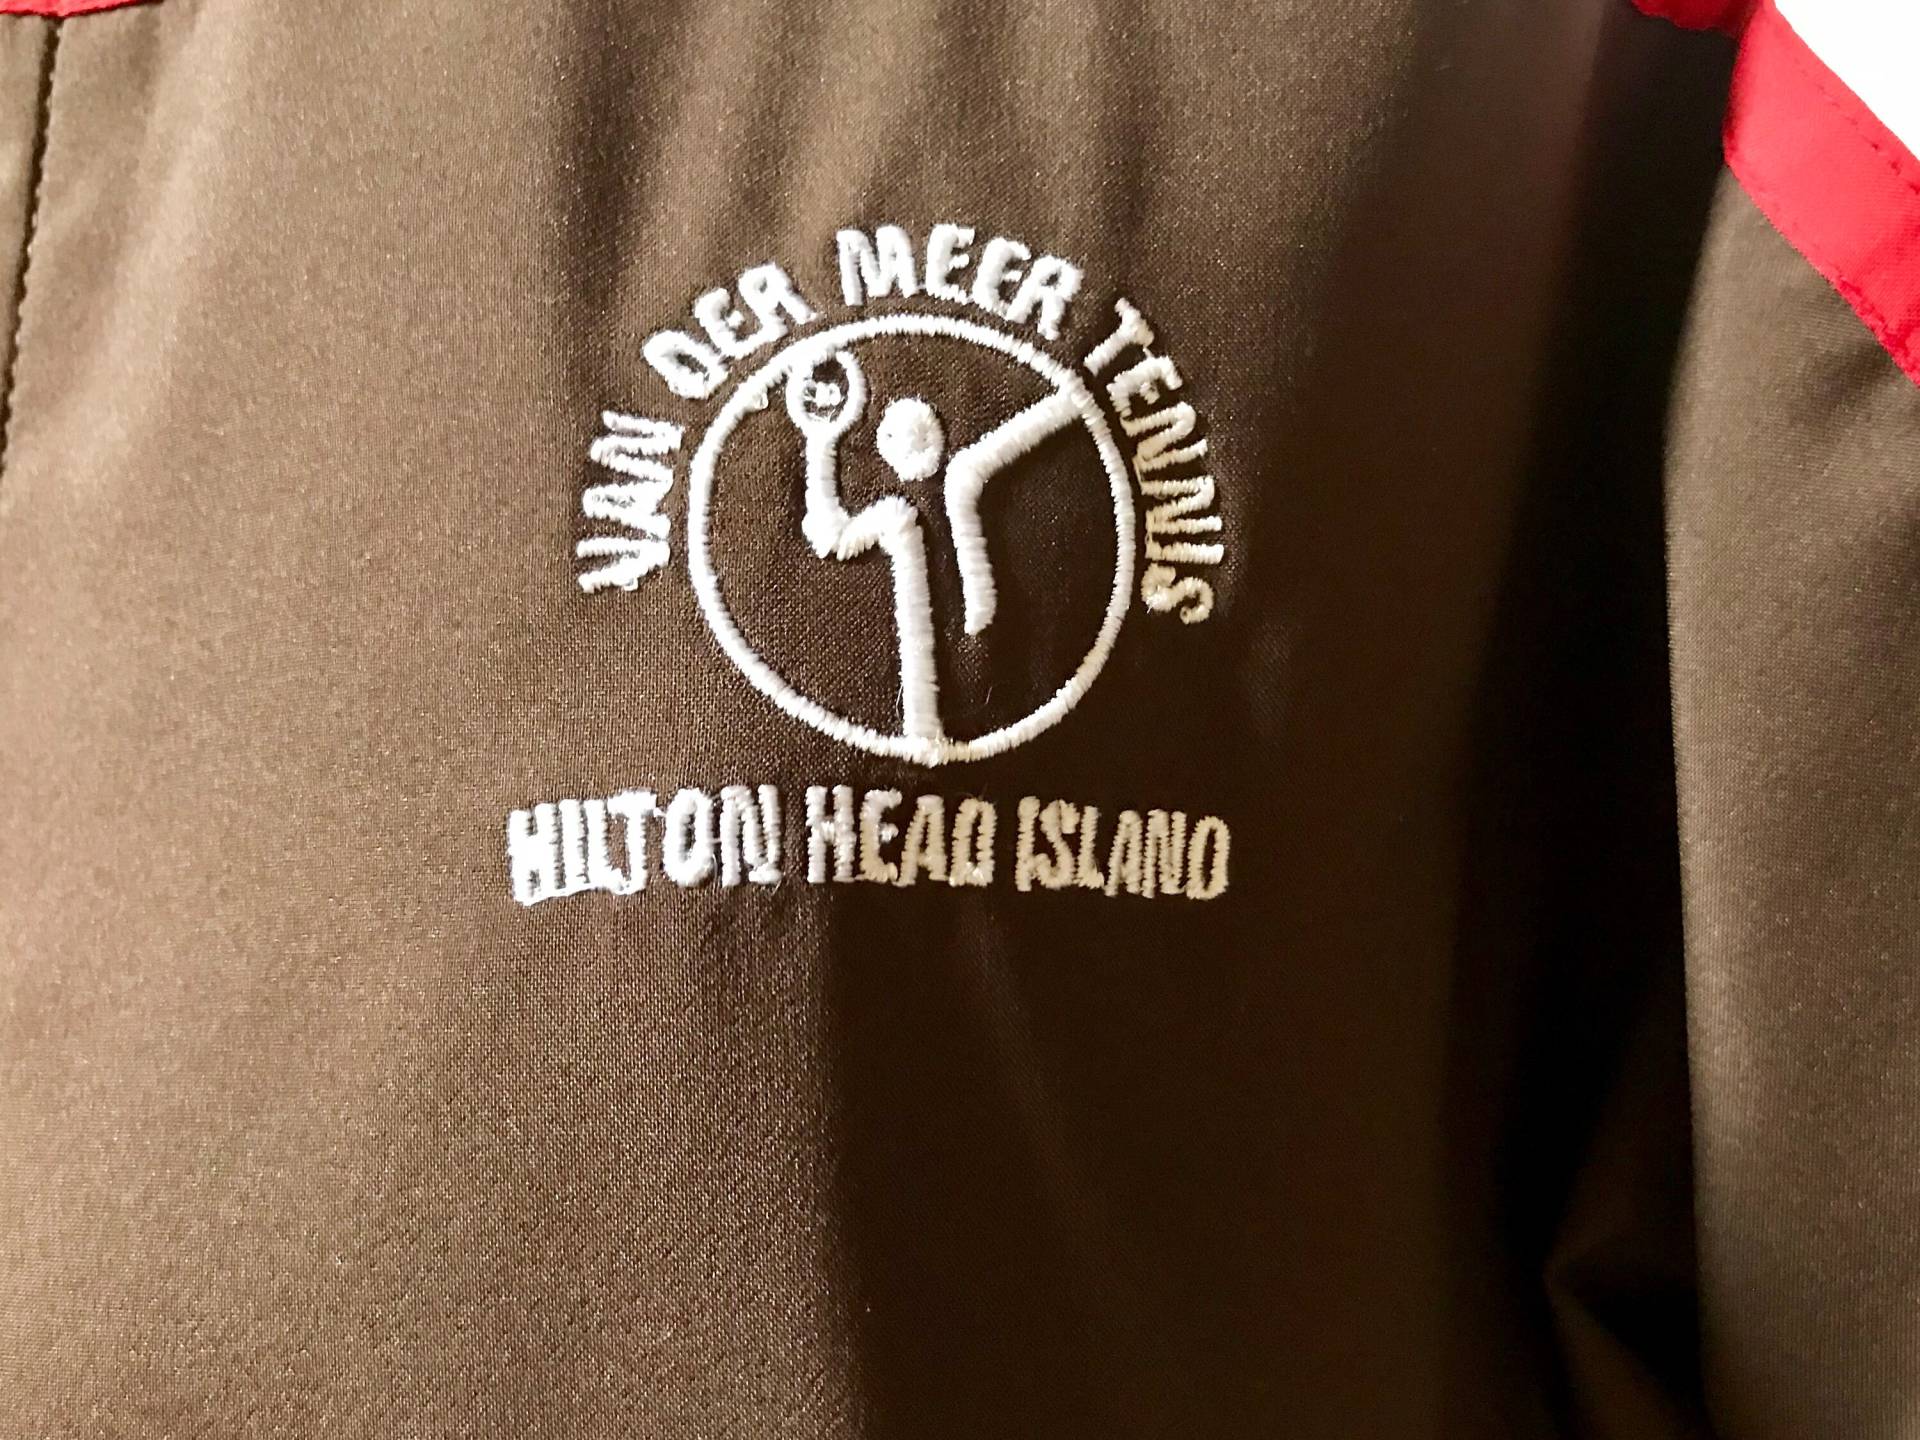 VAN DER MEER TENNIS
HILTON HEAD ISLAND